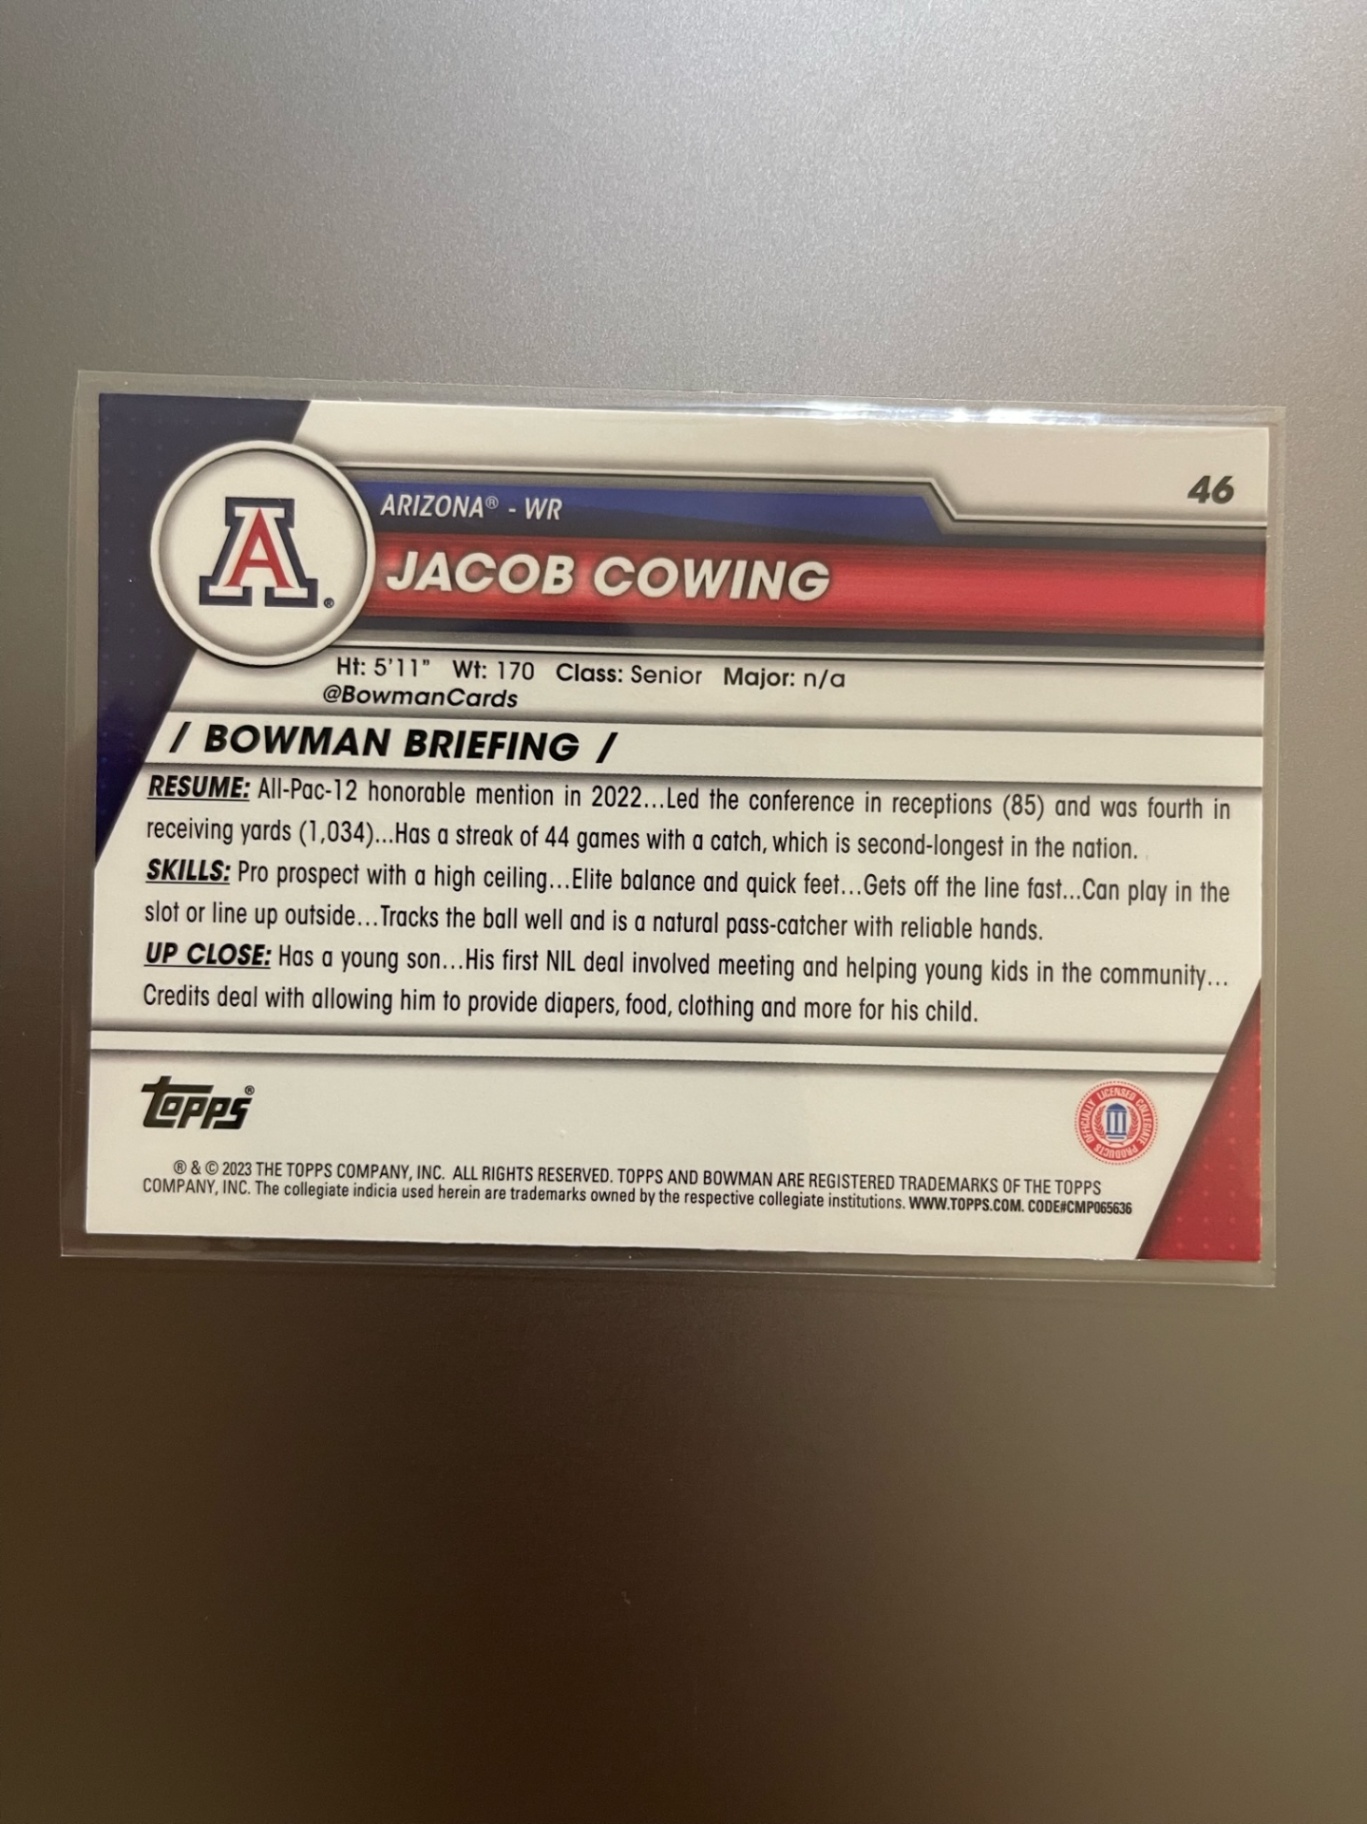 46
ARIZONA® - WR
A®
JACOB COWING
Ht: 5'11" Wt: 170 Class: Senior Major: n/a
@BowmanCards
/ BOWMAN BRIEFING /
RESUME: All-Pac-12 honorable mention in 2022...Led the conference in receptions (85) and was fourth in
receiving yards (1,034)...Has a streak of 44 games with a catch, which is second-longest in the nation.
SKILLS: Pro prospect with a high ceiling...Elite balance and quick feet...Gets off the line fast...Can play in the
slot or line up outside...Tracks the ball well and is a natural pass-catcher with reliable hands.
UP CLOSE: Has a young son...His first NIL deal involved meeting and helping young kids in the community...
Credits deal with allowing him to provide diapers, food, clothing and more for his child.
topps®
OFFICIALLY LICENSED COLLEGIATE PRODUCTS
® & © 2023 THE TOPPS COMPANY, INC. ALL RIGHTS RESERVED. TOPPS AND BOWMAN ARE REGISTERED TRADEMARKS OF THE TOPPS
COMPANY, INC. The collegiate indicia used herein are trademarks owned by the respective collegiate institutions. WWW.TOPPS.COM. CODE#CMP065636